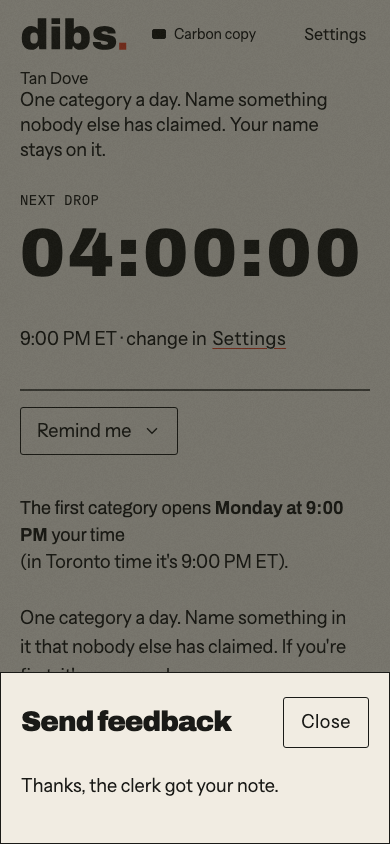 dibs.
Carbon copy
Settings
Tan Dove
One category a day. Name something
nobody else has claimed. Your name
stays on it.
NEXT DROP
04:00:00
9:00 PM ET · change in Settings
Remind me
The first category opens Monday at 9:00
PM your time
(in Toronto time it's 9:00 PM ET).
One category a day. Name something in
it that nobody else has claimed. If you're
Send feedback
Close
Thanks, the clerk got your note.